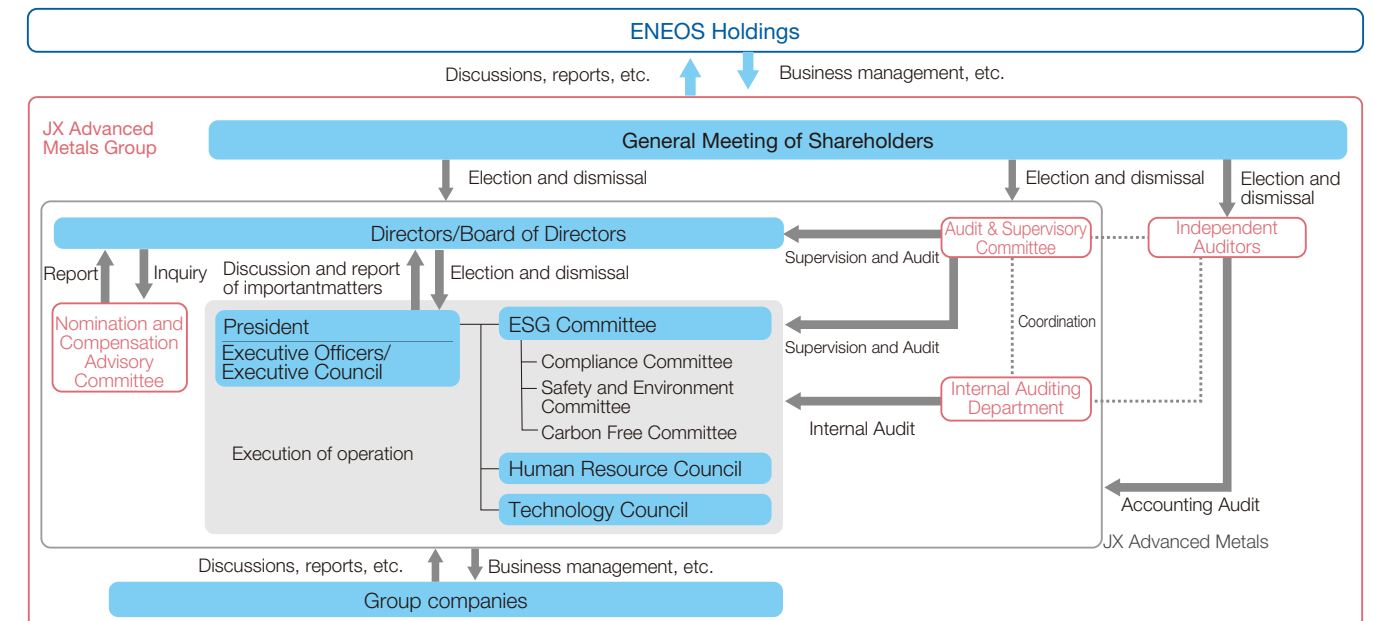 ENEOS Holdings
Discussions, reports, etc.
Business management, etc.
JX Advanced
Metals Group
General Meeting of Shareholders
Election and dismissal
Election and dismissal
Election and
dismissal
Directors/Board of Directors
Audit & Supervisory
Committee
Independent
Auditors
Supervision and Audit
Report
Inquiry
Discussion and report
of importantmatters
Election and dismissal
Nomination and
Compensation
Advisory
Committee
President
Executive Officers/
Executive Council
ESG Committee
Compliance Committee
Safety and Environment
Committee
Carbon Free Committee
Supervision and Audit
Coordination
Internal Auditing
Department
Internal Audit
Execution of operation
Human Resource Council
Technology Council
Accounting Audit
JX Advanced Metals
Discussions, reports, etc.
Business management, etc.
Group companies